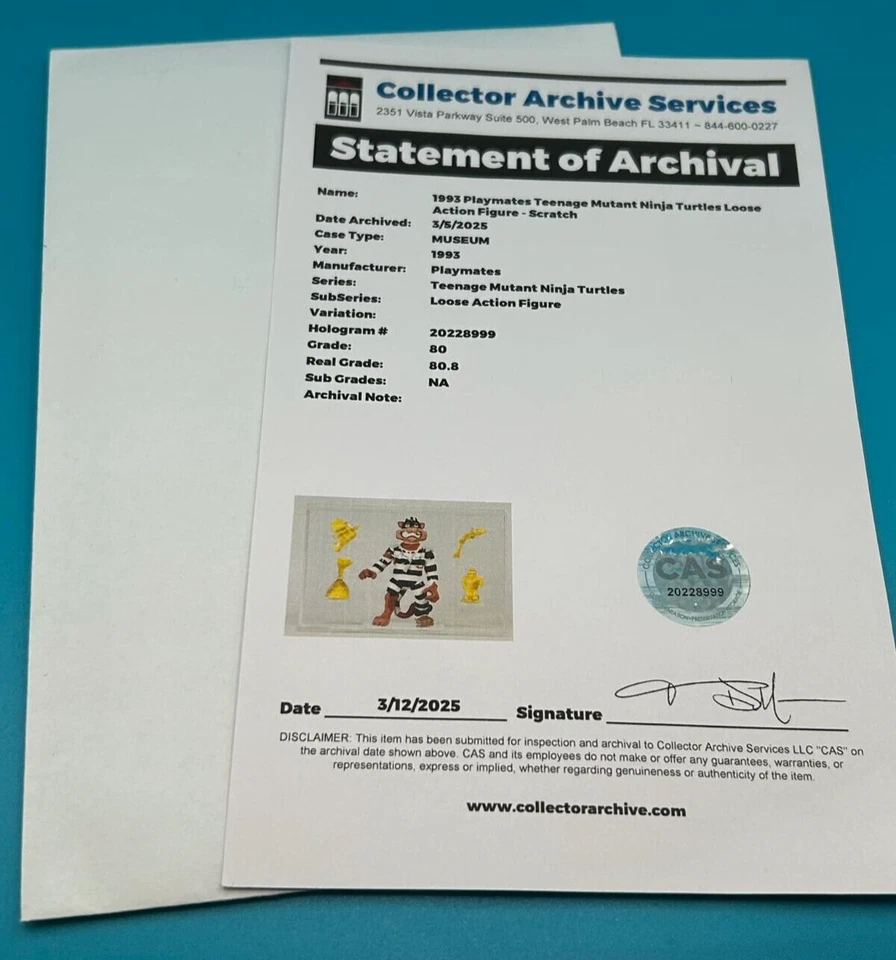 Collector Archive Services
2351 Vista Parkway Suite 500, West Palm Beach FL 33411 ~ 844-600-0227
Statement of Archival
Name: 1993 Playmates Teenage Mutant Ninja Turtles Loose
Action Figure - Scratch
Date Archived: 3/5/2025
Case Type: MUSEUM
Year: 1993
Manufacturer: Playmates
Series: Teenage Mutant Ninja Turtles
SubSeries: Loose Action Figure
Variation:
Hologram # 20228999
Grade: 80
Real Grade: 80.8
Sub Grades: NA
Archival Note:
COLLECTOR ARCHIVE SERVICES
CAS
20228999
Date 3/12/2025 Signature
DISCLAIMER: This item has been submitted for inspection and archival to Collector Archive Services LLC "CAS" on
the archival date shown above. CAS and its employees do not make or offer any guarantees, warranties, or
representations, express or implied, whether regarding genuineness or authenticity of the item.
www.collectorarchive.com